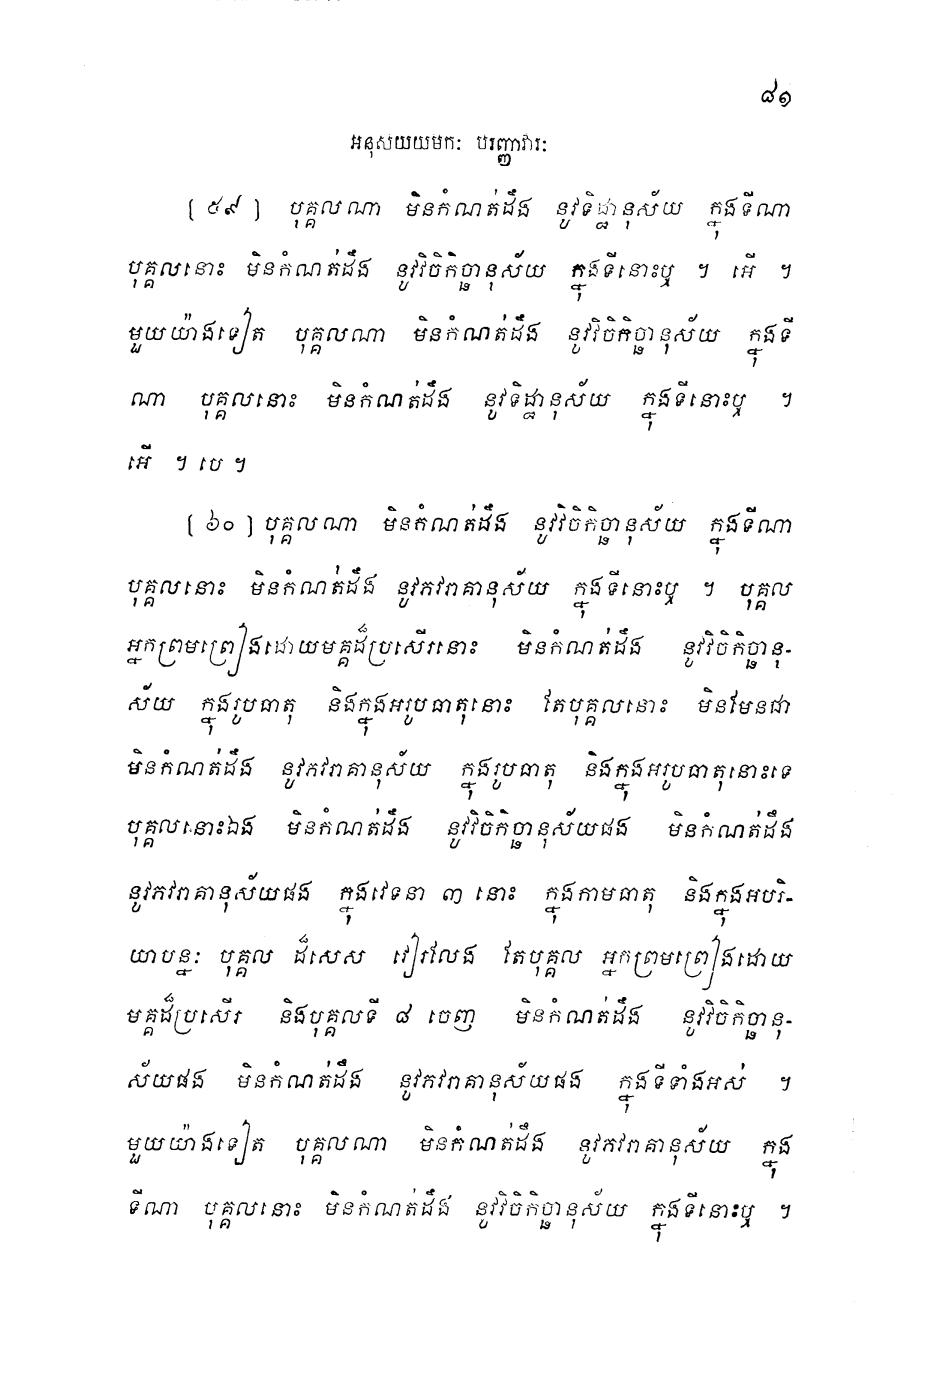 ៨១
អនុសយយមកៈ បរិញ្ញាវារៈ
[ ៥៩ ] បុគ្គលណា មិនកំណត់ដឹង នូវទិដ្ឋានុស័យ ក្នុងទីណា
បុគ្គលនោះ មិនកំណត់ដឹង នូវវិចិកិច្ឆានុស័យ ក្នុងទីនោះឬ ។ អើ ។
មួយយ៉ាងទៀត បុគ្គលណា មិនកំណត់ដឹង នូវវិចិកិច្ឆានុស័យ ក្នុងទី
ណា បុគ្គលនោះ មិនកំណត់ដឹង នូវទិដ្ឋានុស័យ ក្នុងទីនោះឬ ។
អើ ។ បេ ។
[ ៦០ ] បុគ្គលណា មិនកំណត់ដឹង នូវវិចិកិច្ឆានុស័យ ក្នុងទីណា
បុគ្គលនោះ មិនកំណត់ដឹង នូវភវរាគានុស័យ ក្នុងទីនោះឬ ។ បុគ្គល
អ្នកព្រមព្រៀងដោយមគ្គដ៏ប្រសើរនោះ មិនកំណត់ដឹង នូវវិចិកិច្ឆានុ-
ស័យ ក្នុងរូបធាតុ និងក្នុងអរូបធាតុនោះ តែបុគ្គលនោះ មិនមែនជា
មិនកំណត់ដឹង នូវភវរាគានុស័យ ក្នុងរូបធាតុ និងក្នុងអរូបធាតុនោះទេ
បុគ្គលនោះឯង មិនកំណត់ដឹង នូវវិចិកិច្ឆានុស័យផង មិនកំណត់ដឹង
នូវភវរាគានុស័យផង ក្នុងវេទនា ៣ នោះ ក្នុងកាមធាតុ និងក្នុងអបរិ-
យាបន្នៈ បុគ្គល ដ៏សេស វៀរលែង តែបុគ្គល អ្នកព្រមព្រៀងដោយ
មគ្គដ៏ប្រសើរ និងបុគ្គលទី ៨ ចេញ មិនកំណត់ដឹង នូវវិចិកិច្ឆានុ-
ស័យផង មិនកំណត់ដឹង នូវភវរាគានុស័យផង ក្នុងទីទាំងអស់ ។
មួយយ៉ាងទៀត បុគ្គលណា មិនកំណត់ដឹង នូវភវរាគានុស័យ ក្នុង
ទីណា បុគ្គលនោះ មិនកំណត់ដឹង នូវវិចិកិច្ឆានុស័យ ក្នុងទីនោះឬ ។